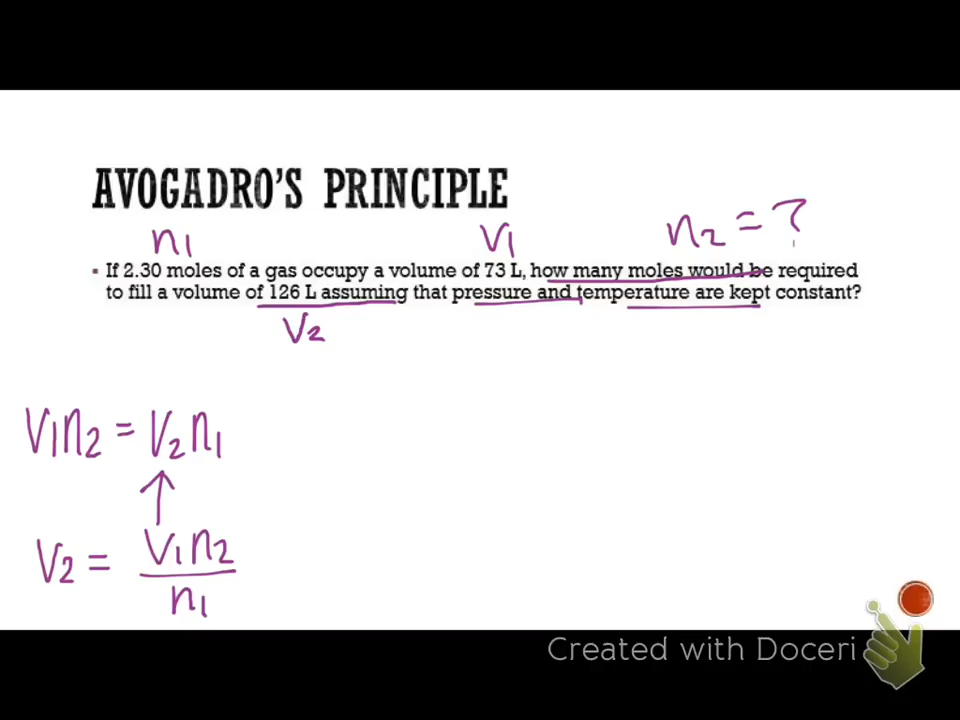 AVOGADRO'S PRINCIPLE
n1 V1 n2 = ?
▪ If 2.30 moles of a gas occupy a volume of 73 L, how many moles would be required
to fill a volume of 126 L assuming that pressure and temperature are kept constant?
V2
V1n2 = V2n1
↑
V2 = V1n2
n1
Created with Doceri